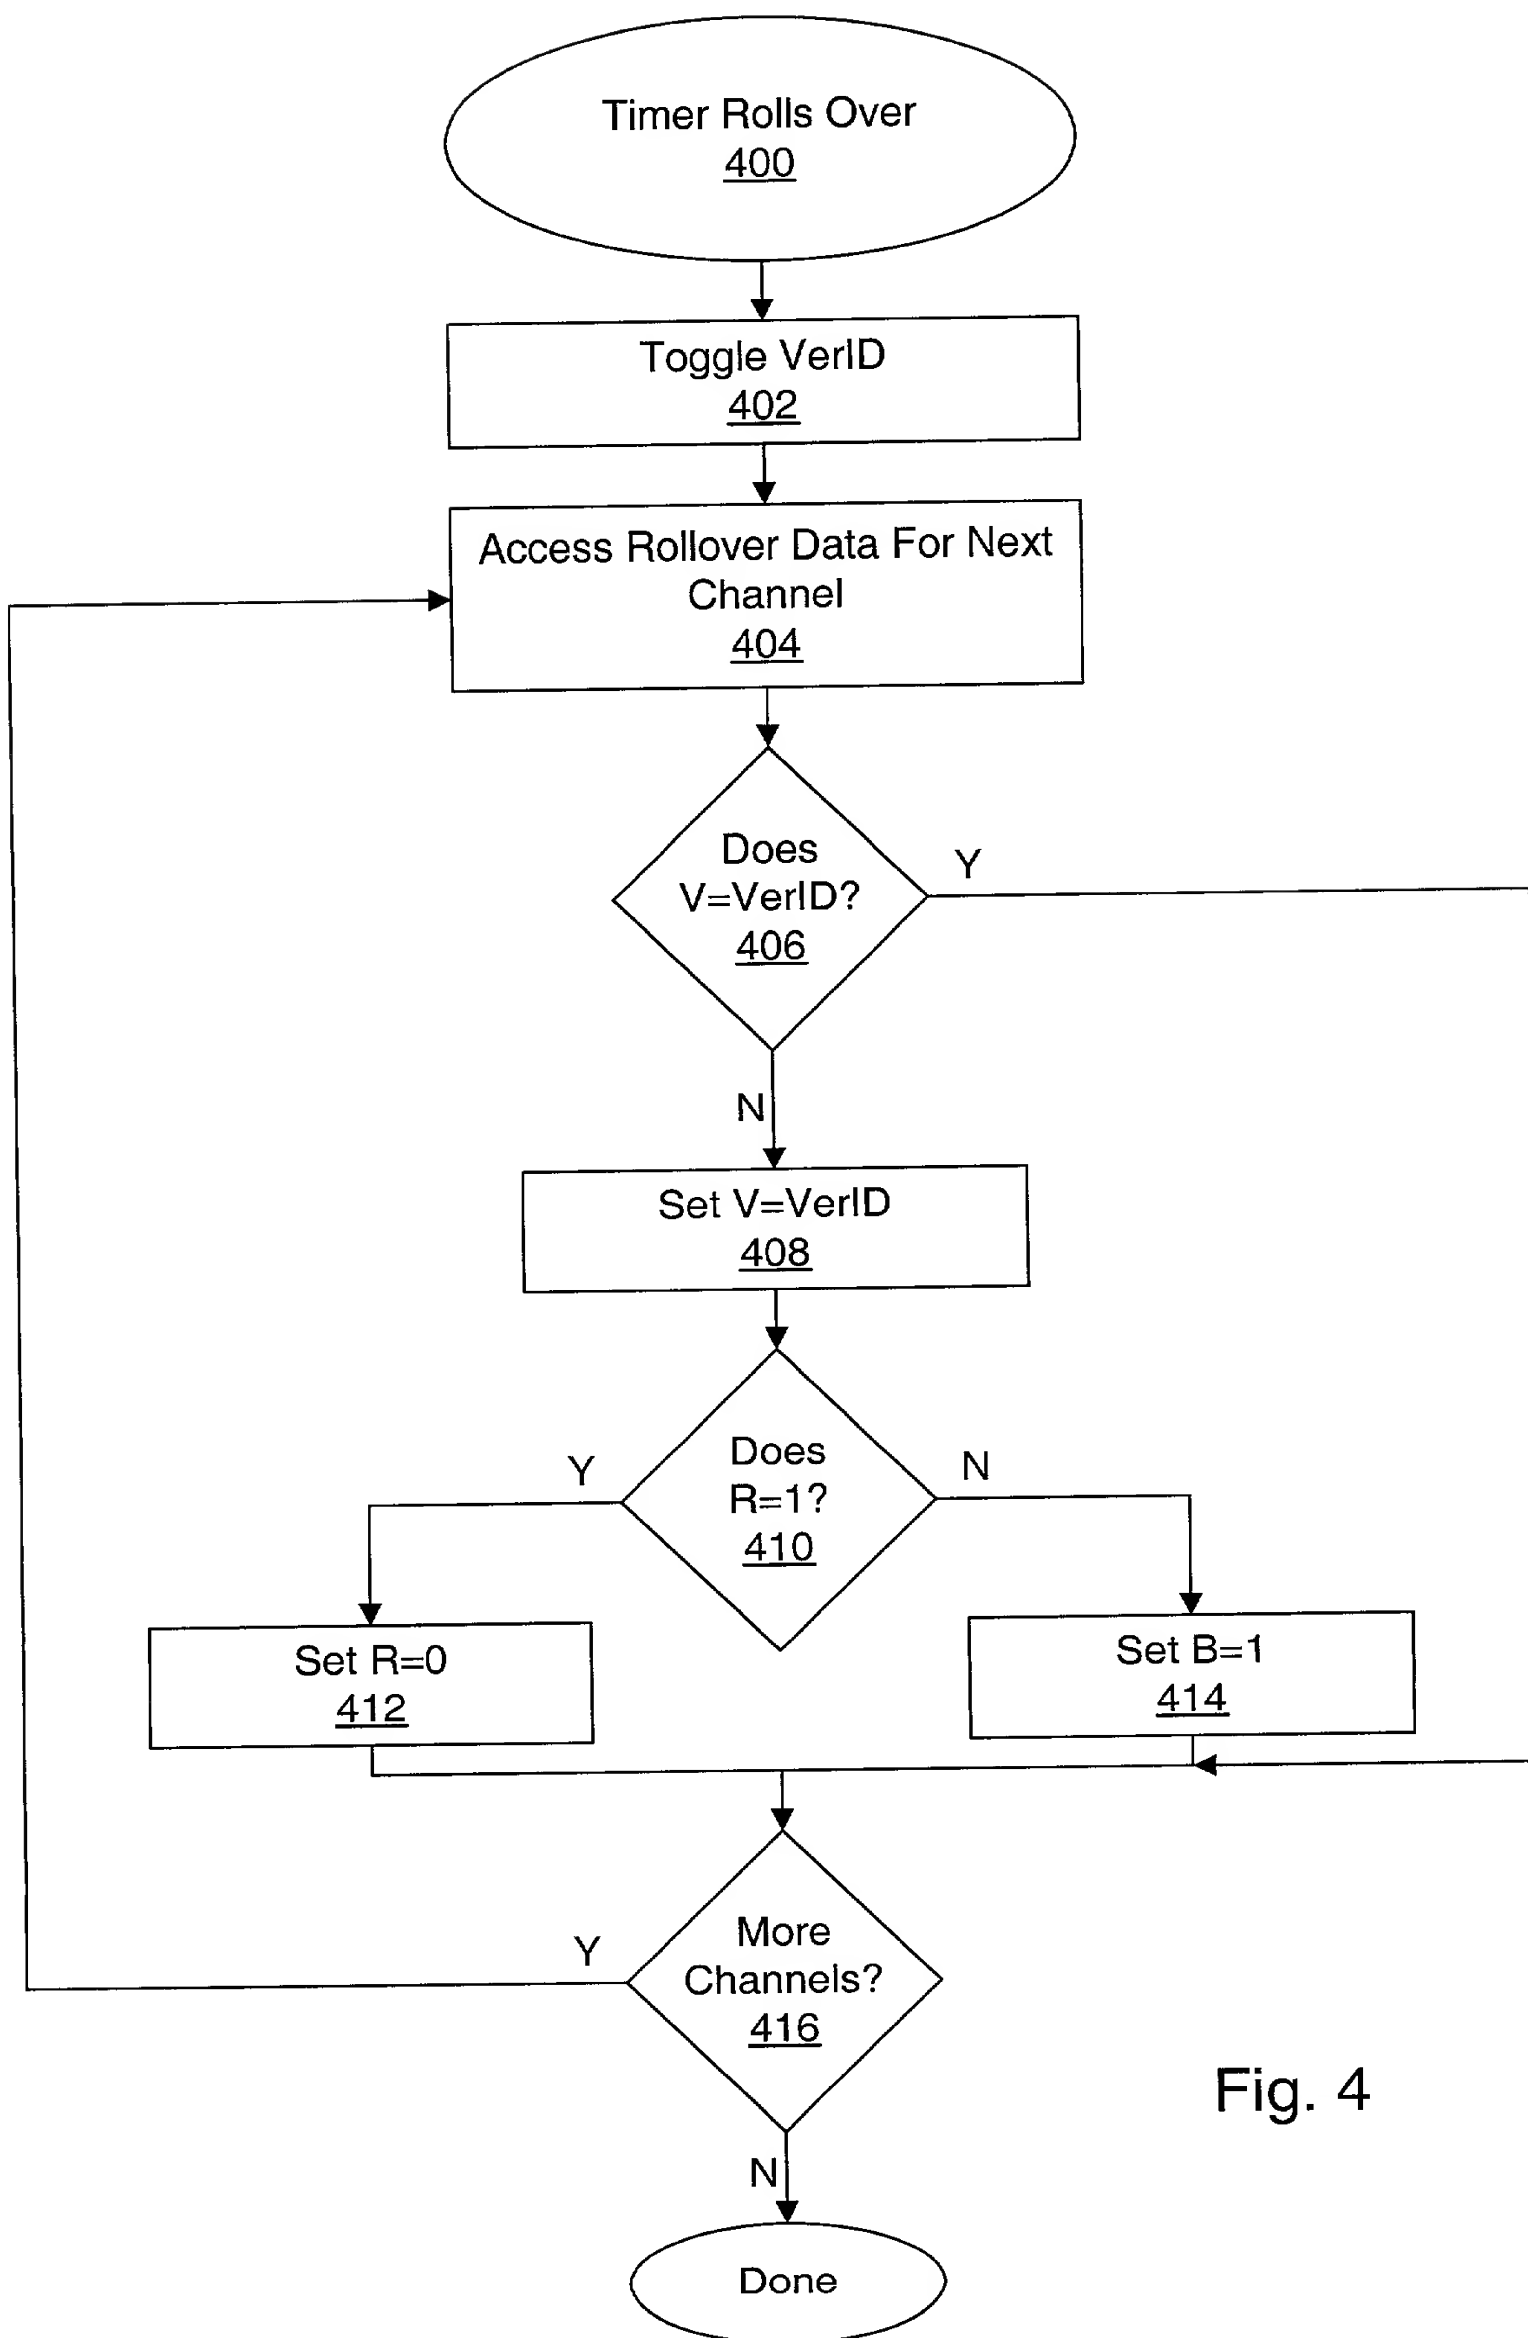 Timer Rolls Over
400
Toggle VerID
402
Access Rollover Data For Next
Channel
404
Does
V=VerID?
406
Y
N
Set V=VerID
408
Does
R=1?
410
Y
N
Set R=0
412
Set B=1
414
More
Channels?
416
Y
N
Done
Fig. 4